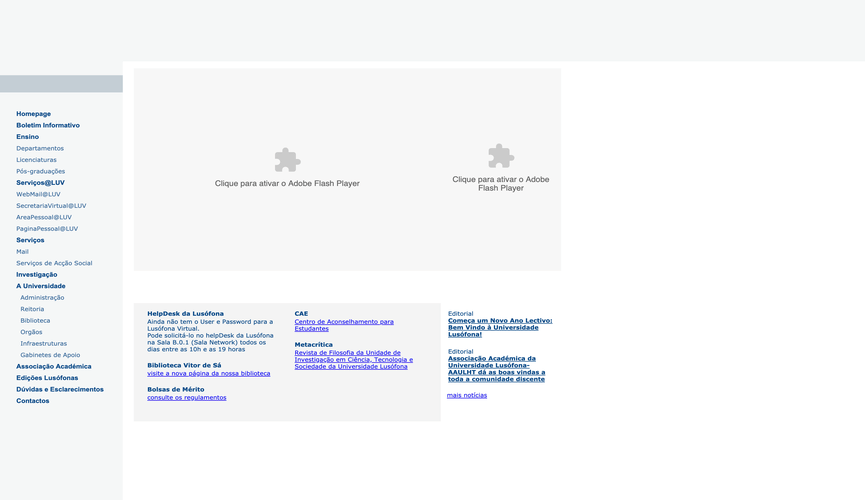 Homepage
Boletim Informativo
Ensino
Departamentos
Licenciaturas
Pós-graduações
Serviços@LUV
WebMail@LUV
SecretariaVirtual@LUV
AreaPessoal@LUV
PaginaPessoal@LUV
Serviços
Mail
Serviços de Acção Social
Investigação
A Universidade
Administração
Reitoria
Biblioteca
Orgãos
Infraestruturas
Gabinetes de Apoio
Associação Académica
Edições Lusófonas
Dúvidas e Esclarecimentos
Contactos
Clique para ativar o Adobe Flash Player
Clique para ativar o Adobe
Flash Player
HelpDesk da Lusófona
Ainda não tem o User e Password para a
Lusófona Virtual.
Pode solicitá-lo no helpDesk da Lusófona
na Sala B.0.1 (Sala Network) todos os
dias entre as 10h e as 19 horas
Biblioteca Vitor de Sá
visite a nova página da nossa biblioteca
Bolsas de Mérito
consulte os regulamentos
CAE
Centro de Aconselhamento para
Estudantes
Metacrítica
Revista de Filosofia da Unidade de
Investigação em Ciência, Tecnologia e
Sociedade da Universidade Lusófona
Editorial
Começa um Novo Ano Lectivo:
Bem Vindo à Universidade
Lusófona!
Editorial
Associação Académica da
Universidade Lusófona-
AAULHT dá as boas vindas a
toda a comunidade discente
mais notícias